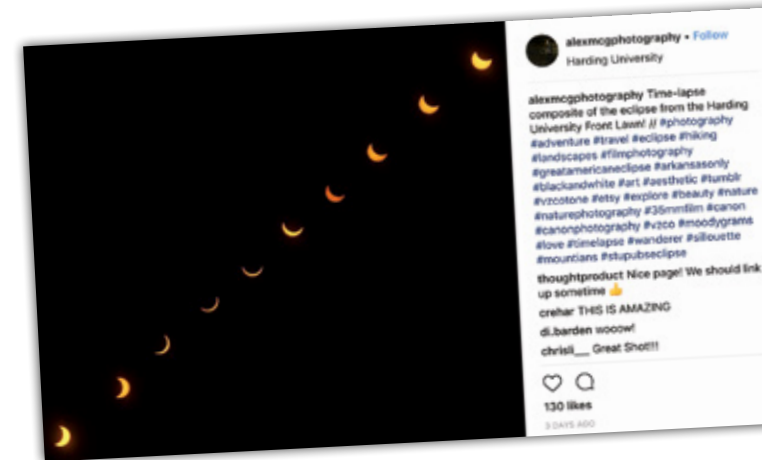 alexmcgphotography • Follow
Harding University
alexmcgphotography Time-lapse
composite of the eclipse from the Harding
University Front Lawn! // #photography
#adventure #travel #eclipse #hiking
#landscapes #filmphotography
#greatamericaneclipse #arkansasonly
#blackandwhite #art #aesthetic #tumblr
#vzcotone #etsy #explore #beauty #nature
#naturephotography #35mmfilm #canon
#canonphotography #vzco #moodygrams
#love #timelapse #wanderer #sillouette
#mountians #stupubseclipse
thoughtproduct Nice page! We should link
up sometime 👍
crehar THIS IS AMAZING
di.barden wooow!
chrisli__ Great Shot!!!
130 likes
3 DAYS AGO